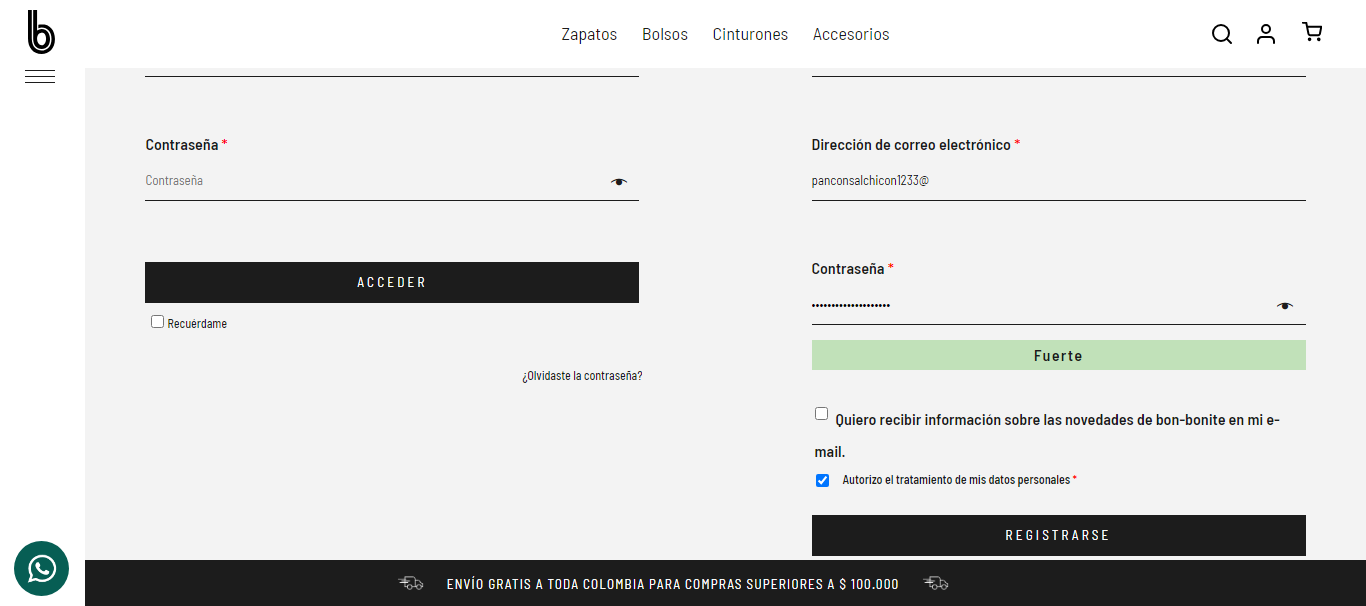 b
Zapatos Bolsos Cinturones Accesorios
Contraseña *
Contraseña
ACCEDER
Recuérdame
¿Olvidaste la contraseña?
Dirección de correo electrónico *
panconsalchicon1233@
Contraseña *
••••••••••••••••••••
Fuerte
Quiero recibir información sobre las novedades de bon-bonite en mi e-
mail.
Autorizo el tratamiento de mis datos personales *
REGISTRARSE
ENVÍO GRATIS A TODA COLOMBIA PARA COMPRAS SUPERIORES A $ 100.000